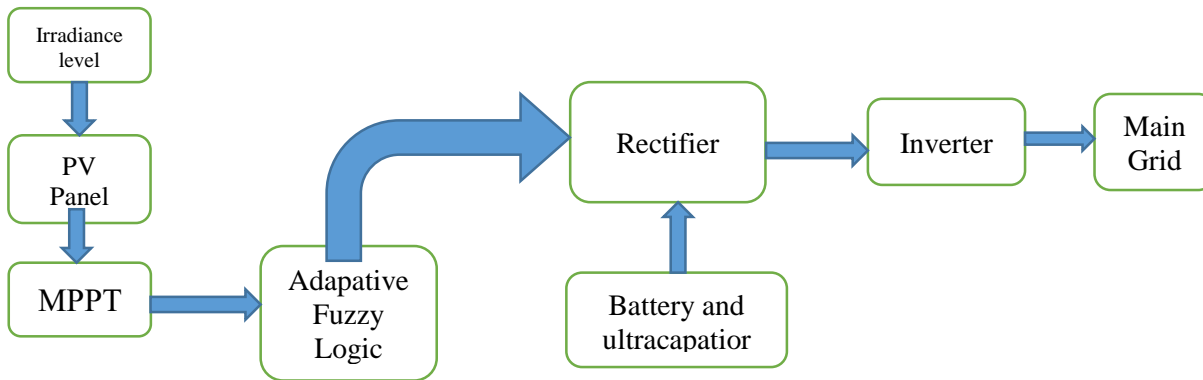 Irradiance
level
PV
Panel
MPPT
Adapative
Fuzzy
Logic
Rectifier
Battery and
ultracapatior
Inverter
Main
Grid